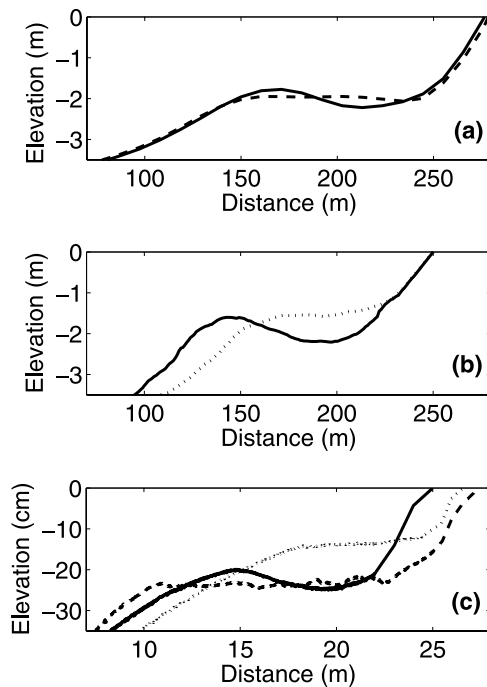 0
−1
−2
−3
Elevation (m)
(a)
100 150 200 250
Distance (m)
0
−1
−2
−3
Elevation (m)
(b)
100 150 200 250
Distance (m)
0
−10
−20
−30
Elevation (cm)
(c)
10 15 20 25
Distance (m)